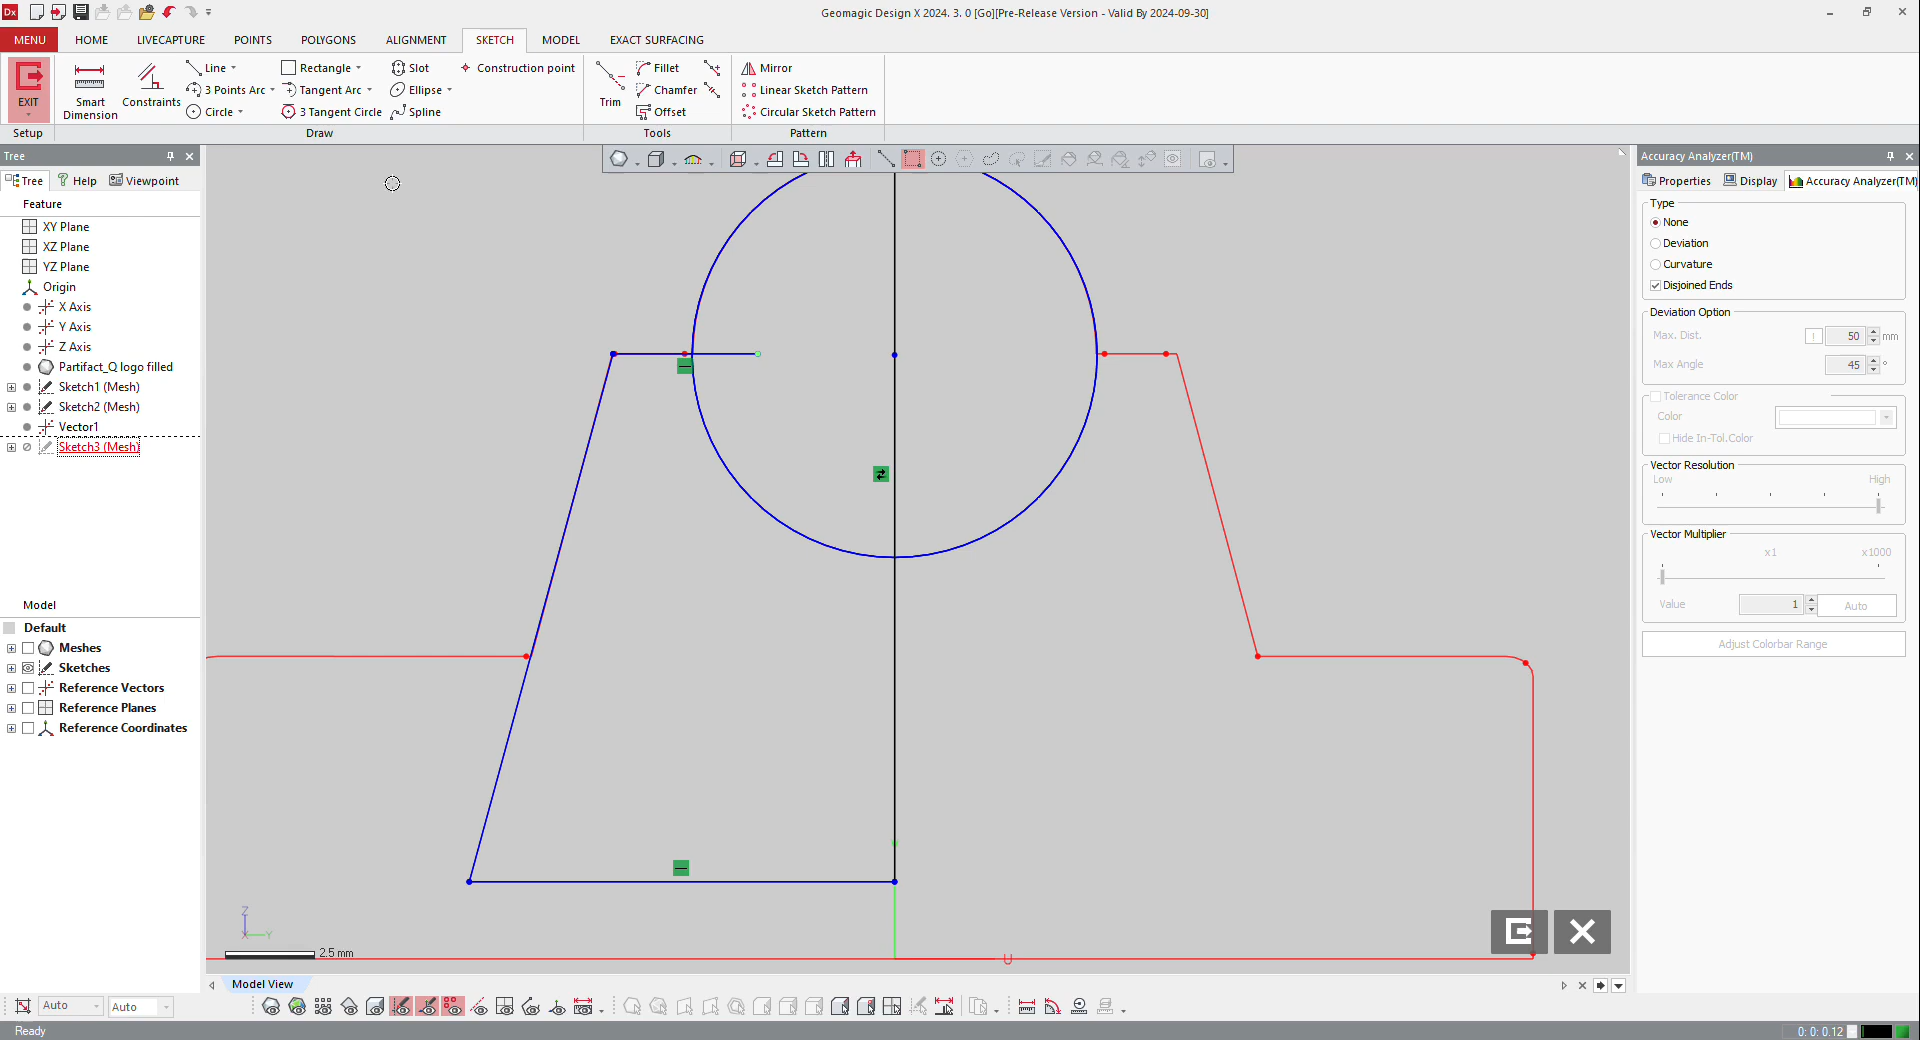 Dx
Geomagic Design X 2024. 3. 0 [Go][Pre-Release Version - Valid By 2024-09-30]
MENU HOME LIVECAPTURE POINTS POLYGONS ALIGNMENT SKETCH MODEL EXACT SURFACING
EXIT
Smart Dimension
Constraints
Line Rectangle Slot Construction point
3 Points Arc Tangent Arc Ellipse
Circle 3 Tangent Circle Spline
Trim
Fillet
Chamfer
Offset
Mirror
Linear Sketch Pattern
Circular Sketch Pattern
Setup Draw Tools Pattern
Tree
Tree Help Viewpoint
Feature
XY Plane
XZ Plane
YZ Plane
Origin
X Axis
Y Axis
Z Axis
Partifact_Q logo filled
Sketch1 (Mesh)
Sketch2 (Mesh)
Vector1
Sketch3 (Mesh)
Model
Default
Meshes
Sketches
Reference Vectors
Reference Planes
Reference Coordinates
Z
X Y
2.5 mm
U
Accuracy Analyzer(TM)
Properties Display Accuracy Analyzer(TM)
Type
None
Deviation
Curvature
Disjoined Ends
Deviation Option
Max. Dist. 50 mm
Max Angle 45 °
Tolerance Color
Color
Hide In-Tol.Color
Vector Resolution
Low High
Vector Multiplier
x1 x1000
Value 1 Auto
Adjust Colorbar Range
Model View
Auto Auto
Ready
0: 0: 0.12